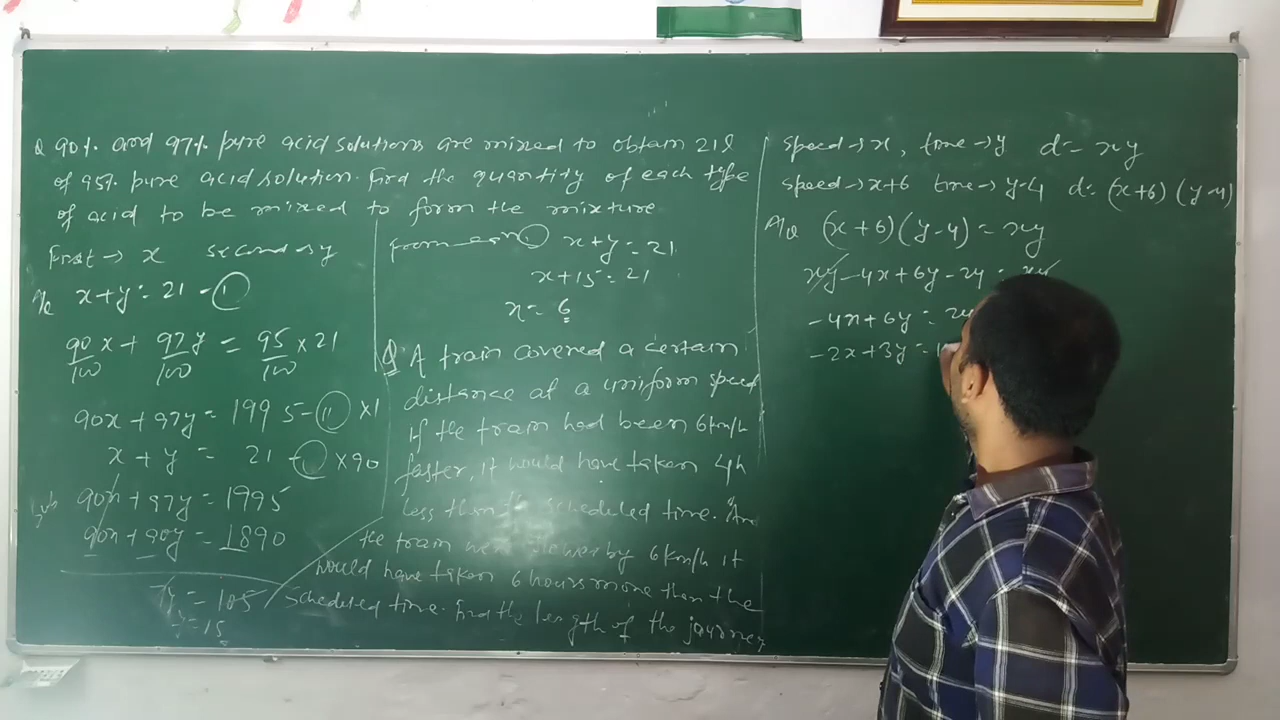 Q 90%. and 97%. pure acid solutions are mixed to obtain 21l
of 95%. pure acid solution. Find the quantity of each type
of acid to be mixed to form the mixture
First → x second → y
x + y = 21 - (1)
90/100 x + 97y/100 = 95/100 × 21
90x + 97y = 1995 - (11) ×1
x + y = 21 - (1) ×90
90x + 97y = 1995
90x + 90y = 1890
7y = 105
y = 15
from eqn (1) x + y = 21
x + 15 = 21
x = 6
Q A train covered a certain
distance at a uniform speed
If the train had been 6km/h
faster, it would have taken 4h
less than the scheduled time. And
the train were slower by 6km/h it
would have taken 6 hours more than the
scheduled time. Find the length of the journey
speed → x, time → y d = xy
speed → x+6 time → y-4 d = (x+6) (y-4)
A/Q (x+6)(y-4) = xy
xy - 4x + 6y - 24 = xy
-4x + 6y = 24
-2x + 3y = 1